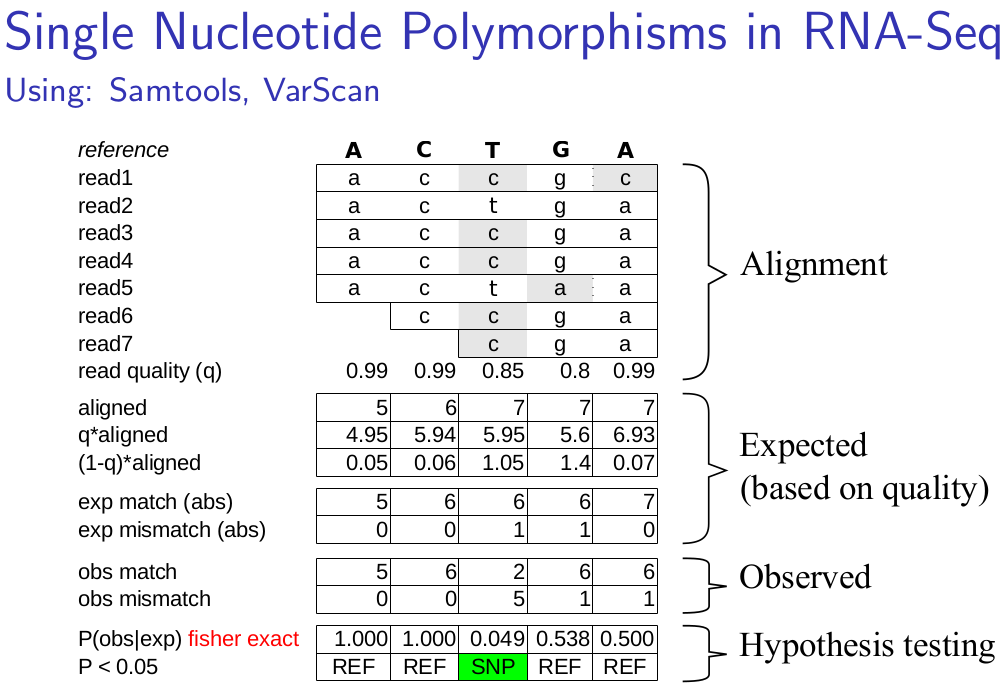 Single Nucleotide Polymorphisms in RNA-Seq
Using: Samtools, VarScan
reference A C T G A
read1 a c c g c
read2 a c t g a
read3 a c c g a
read4 a c c g a
read5 a c t a a
read6 c c g a
read7 c g a
read quality (q) 0.99 0.99 0.85 0.8 0.99
Alignment
aligned 5 6 7 7 7
q*aligned 4.95 5.94 5.95 5.6 6.93
(1-q)*aligned 0.05 0.06 1.05 1.4 0.07
exp match (abs) 5 6 6 6 7
exp mismatch (abs) 0 0 1 1 0
Expected
(based on quality)
obs match 5 6 2 6 6
obs mismatch 0 0 5 1 1
Observed
P(obs|exp) fisher exact 1.000 1.000 0.049 0.538 0.500
P < 0.05 REF REF SNP REF REF
Hypothesis testing